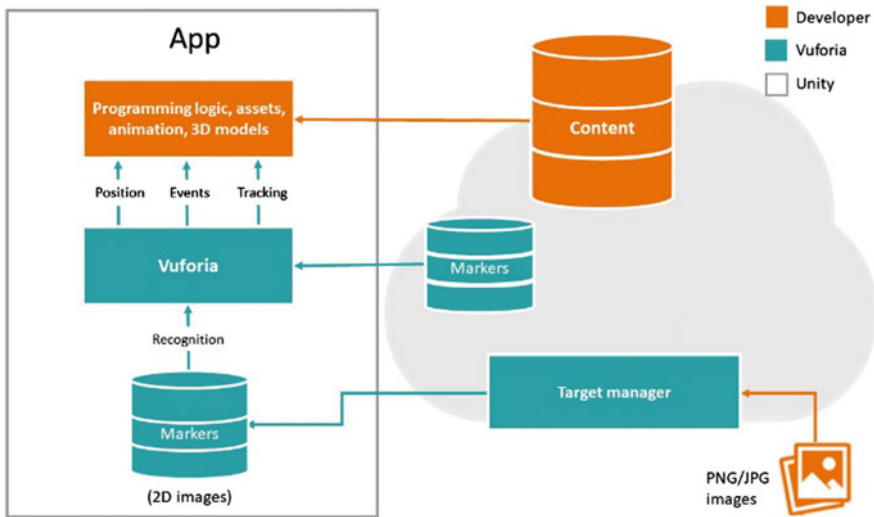 App
Developer
Vuforia
Unity
Programming logic, assets,
animation, 3D models
Content
Position
Events
Tracking
Vuforia
Markers
Recognition
Target manager
Markers
(2D images)
PNG/JPG
images